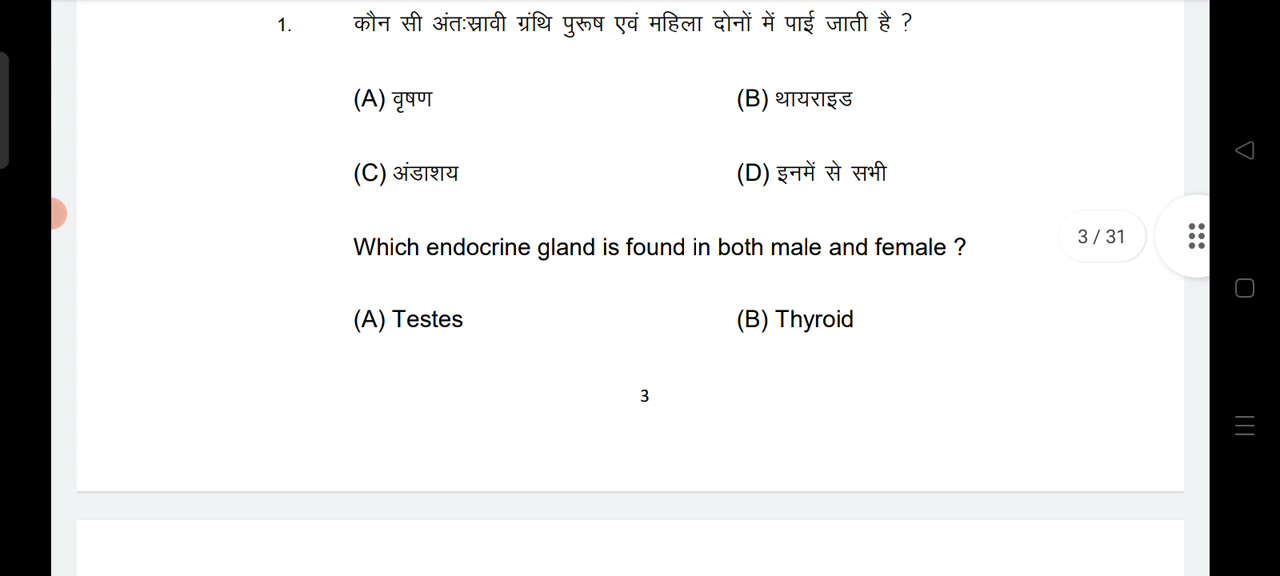 1. कौन सी अंतःस्रावी ग्रंथि पुरूष एवं महिला दोनों में पाई जाती है ?
(A) वृषण (B) थायराइड
(C) अंडाशय (D) इनमें से सभी
Which endocrine gland is found in both male and female ?
3 / 31
(A) Testes (B) Thyroid
3